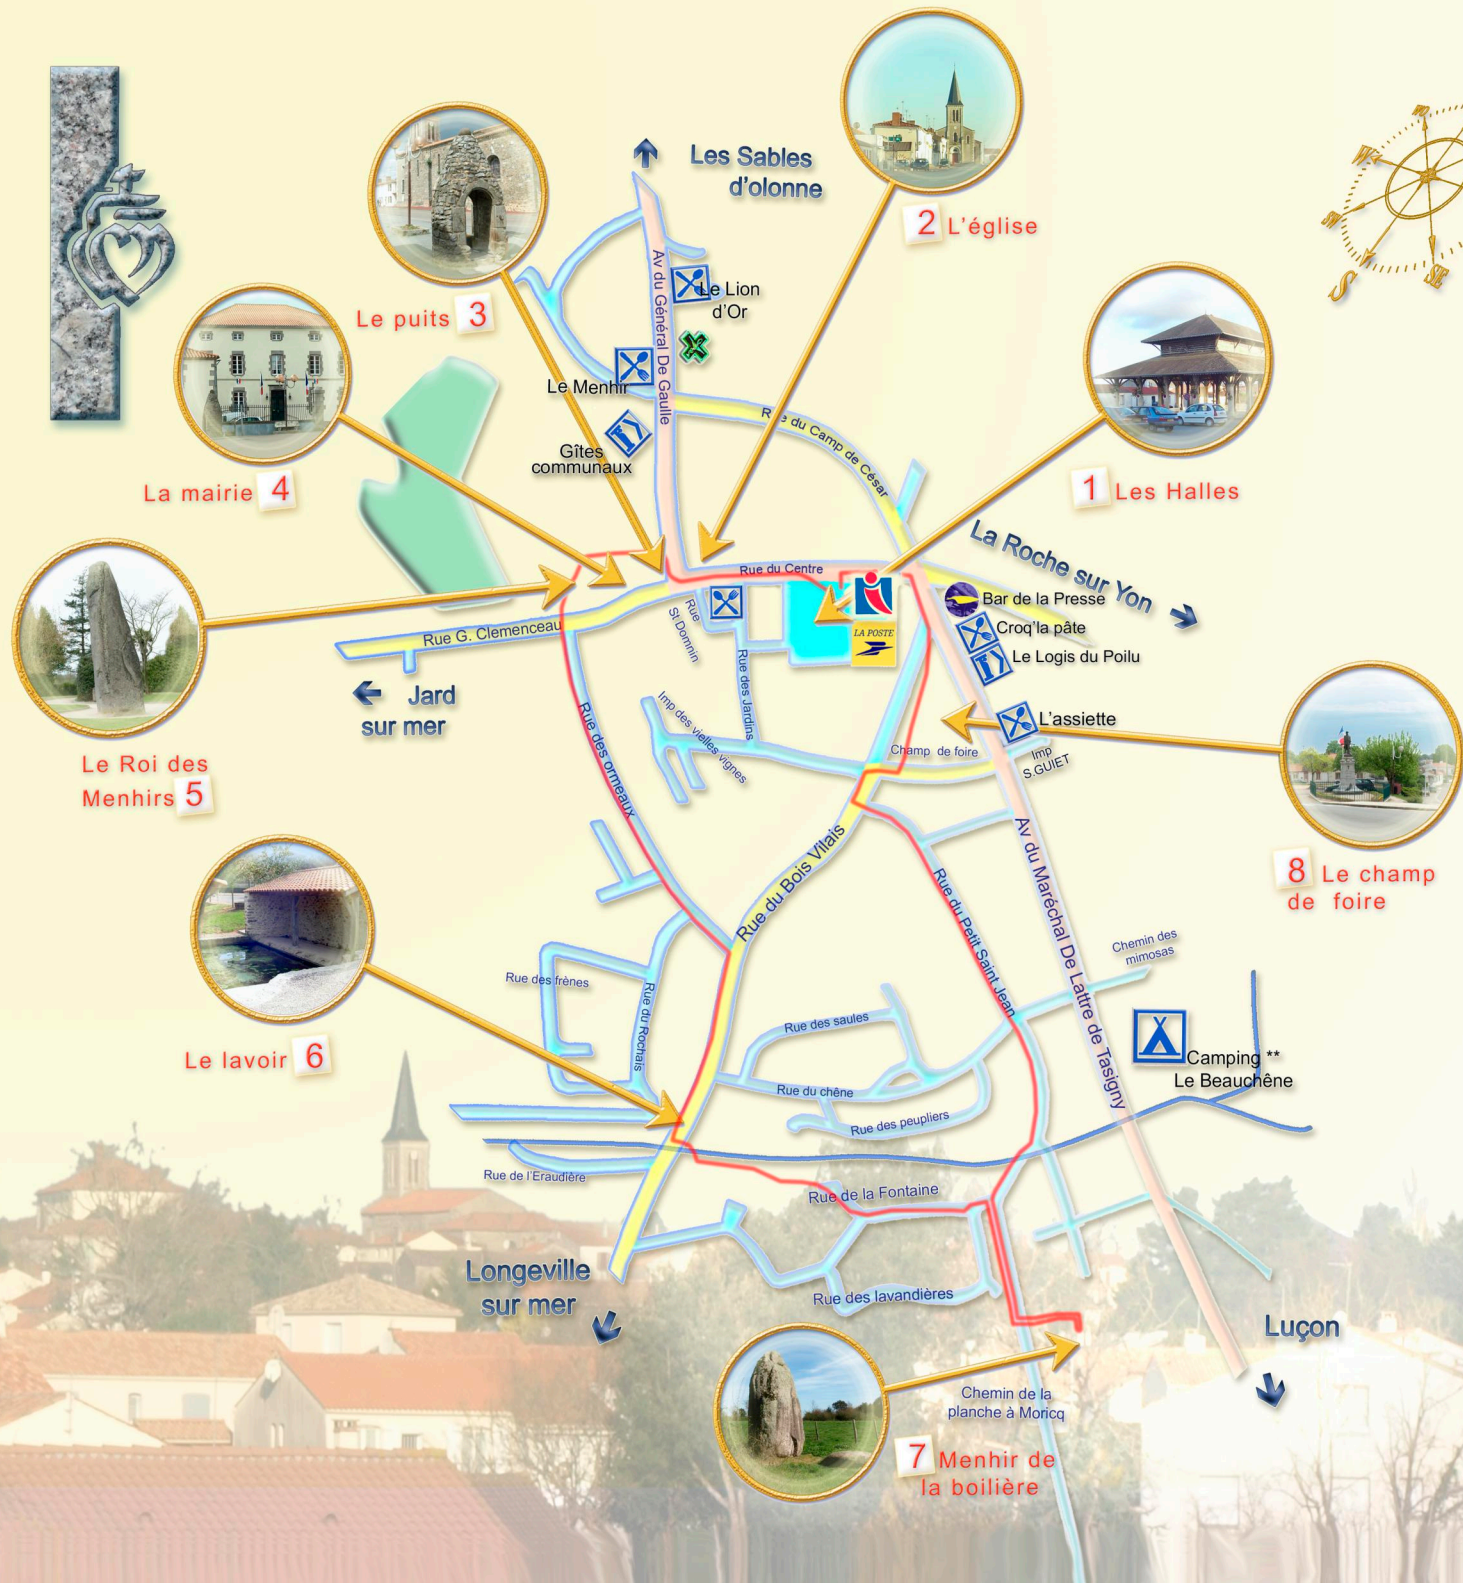 Les Sables
d'olonne
2 L'église
Le puits 3
Av du Général De Gaulle
Le Lion
d'Or
Le Menhir
Gîtes
communaux
Rue du Camp de César
La mairie 4
1 Les Halles
W
SW
S
SE
La Roche sur Yon
Rue du Centre
Bar de la Presse
LA POSTE
Croq'la pâte
Le Logis du Poilu
Rue G. Clemenceau
Rue
St Domnin
Rue des Jardins
Jard
sur mer
Imp des vielles vignes
Rue des ormeaux
L'assiette
Champ de foire
Imp
S.GUIET
Le Roi des
Menhirs 5
8 Le champ
de foire
Rue du Bois Vilais
Av du Maréchal De Lattre de Tasigny
Rue du Petit Saint Jean
Chemin des
mimosas
Rue des frênes
Rue du Rochais
Le lavoir 6
Rue des saules
Rue du chêne
Rue des peupliers
Camping **
Le Beauchêne
Rue de l'Eraudière
Rue de la Fontaine
Longeville
sur mer
Rue des lavandières
Luçon
Chemin de la
planche à Moricq
7 Menhir de
la boilière